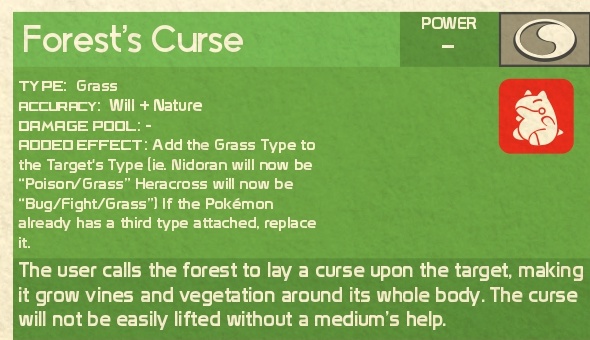 Forest's Curse
POWER
–
TYPE: Grass
ACCURACY: Will + Nature
DAMAGE POOL: -
ADDED EFFECT: Add the Grass Type to
the Target's Type (ie. Nidoran will now be
"Poison/Grass" Heracross will now be
"Bug/Fight/Grass") If the Pokémon
already has a third type attached, replace
it.
The user calls the forest to lay a curse upon the target, making
it grow vines and vegetation around its whole body. The curse
will not be easily lifted without a medium's help.